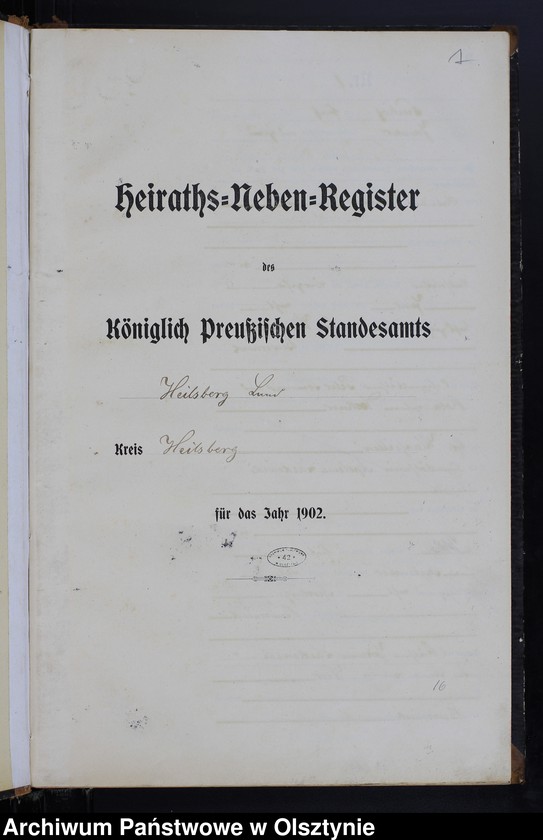 1
Heiraths-Neben-Register
des
Königlich Preußischen Standesamts
Heilsberg Land
Kreis Heilsberg
für das Jahr 1902.
42
16
Archiwum Państwowe w Olsztynie